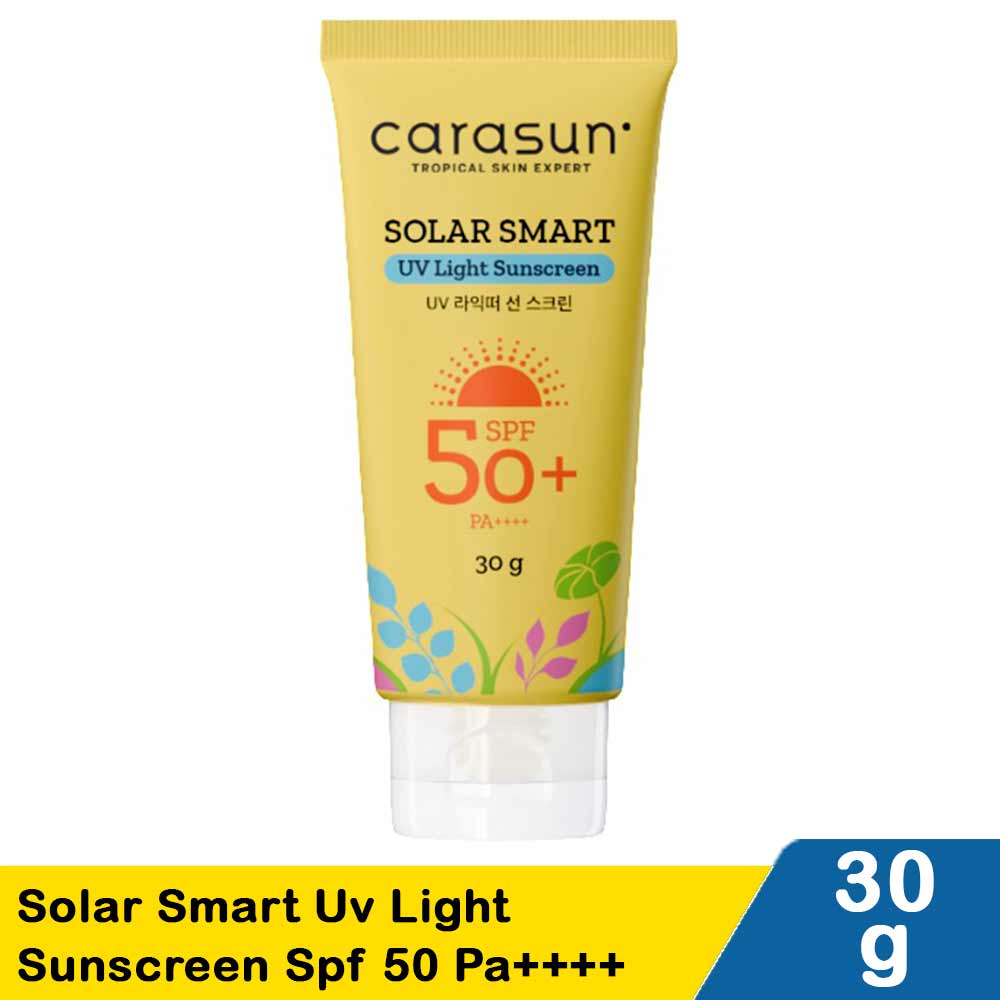 carasun
TROPICAL SKIN EXPERT
SOLAR SMART
UV Light Sunscreen
UV 라익떠 선 스크린
SPF
50+
PA++++
30 g
Solar Smart Uv Light
Sunscreen Spf 50 Pa++++
30
g